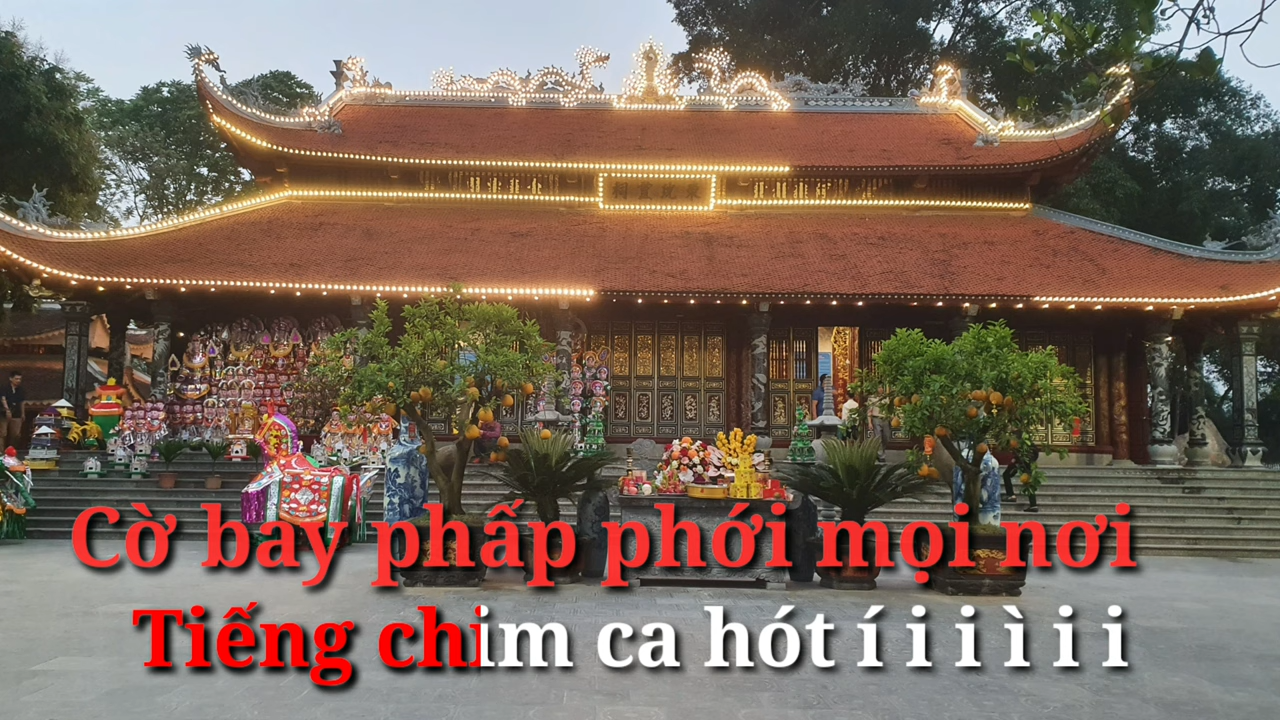 Cờ bay phấp phới mọi nơi
Tiếng chim ca hót í i i ì i i